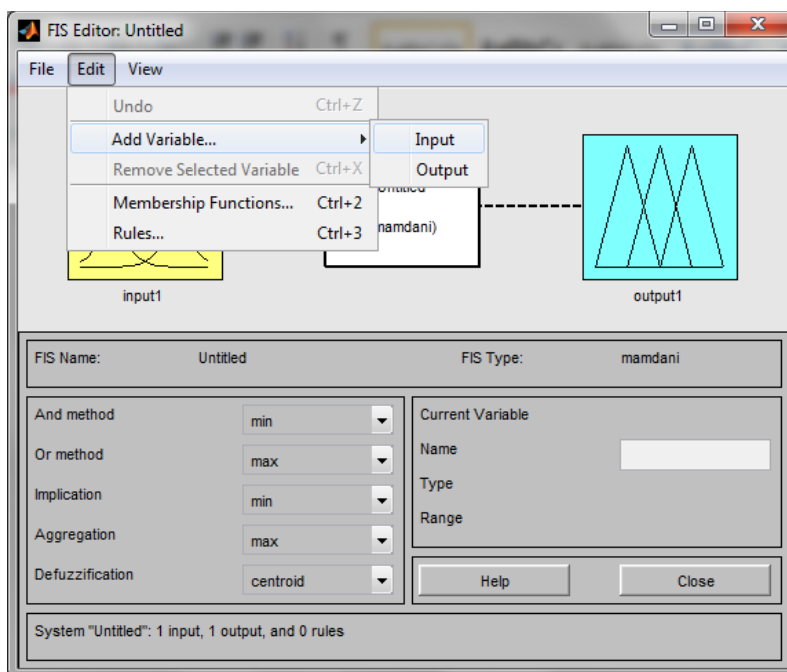 FIS Editor: Untitled
File Edit View
Undo Ctrl+Z
Add Variable...
Input
Remove Selected Variable Ctrl+X
Output
Membership Functions... Ctrl+2
Rules... Ctrl+3
Untitled
mamdani)
input1
output1
FIS Name: Untitled FIS Type: mamdani
And method min
Or method max
Implication min
Aggregation max
Defuzzification centroid
Current Variable
Name
Type
Range
Help Close
System "Untitled": 1 input, 1 output, and 0 rules